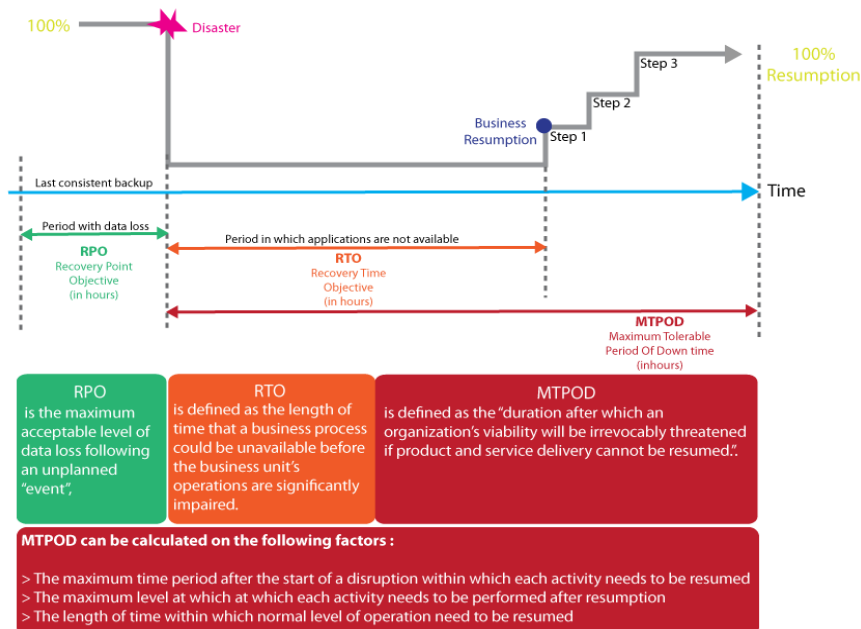 100%
Disaster
Step 3
100%
Resumption
Step 2
Business
Resumption
Step 1
Last consistent backup
Time
Period with data loss
RPO
Recovery Point
Objective
(in hours)
Period in which applications are not available
RTO
Recovery Time
Objective
(in hours)
MTPOD
Maximum Tolerable
Period Of Down time
(inhours)
RPO
is the maximum
acceptable level of
data loss following
an unplanned
“event”,
RTO
is defined as the length of
time that a business process
could be unavailable before
the business unit’s
operations are significantly
impaired.
MTPOD
is defined as the “duration after which an
organization’s viability will be irrevocably threatened
if product and service delivery cannot be resumed.”.
MTPOD can be calculated on the following factors :
> The maximum time period after the start of a disruption within which each activity needs to be resumed
> The maximum level at which at which each activity needs to be performed after resumption
> The length of time within which normal level of operation need to be resumed